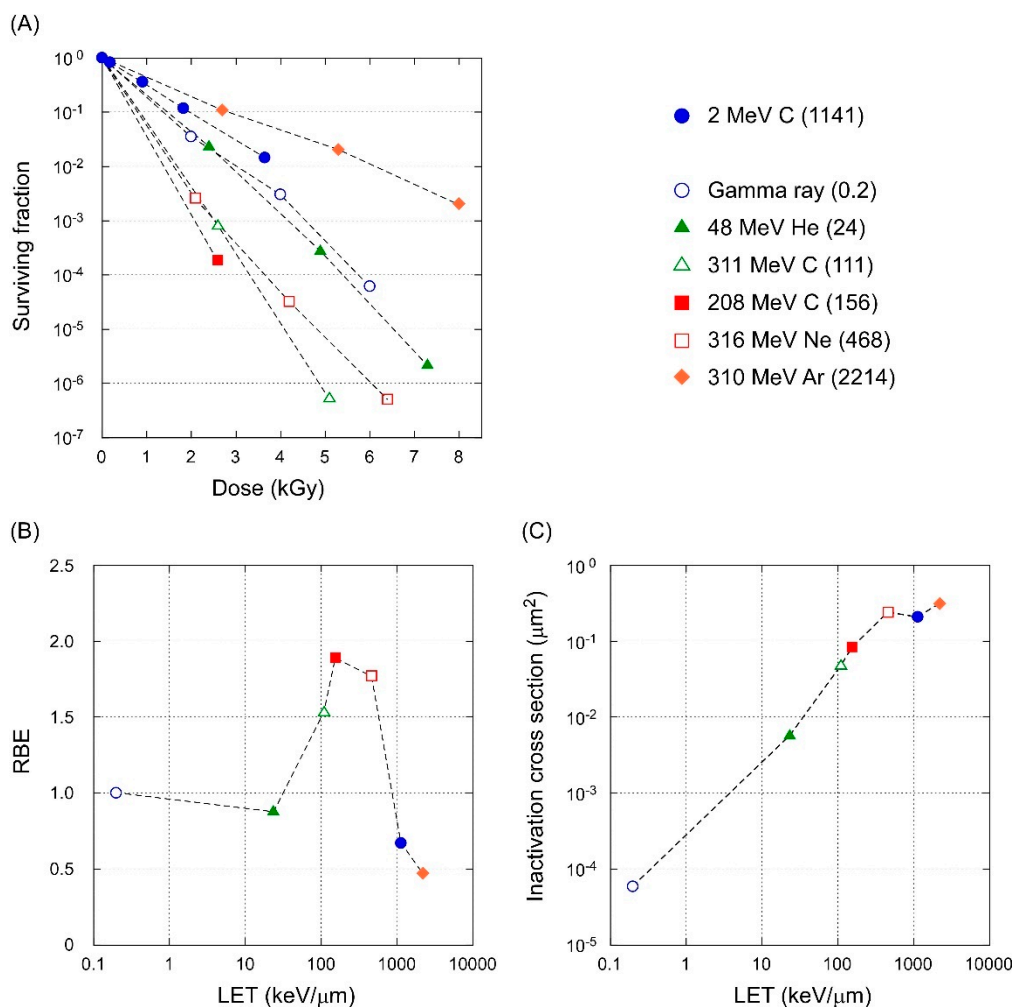 (A)
10⁰
10⁻¹
10⁻²
10⁻³
10⁻⁴
10⁻⁵
10⁻⁶
10⁻⁷
Surviving fraction
0 1 2 3 4 5 6 7 8
Dose (kGy)
2 MeV C (1141)
Gamma ray (0.2)
48 MeV He (24)
311 MeV C (111)
208 MeV C (156)
316 MeV Ne (468)
310 MeV Ar (2214)
(B)
2.5
2.0
1.5
1.0
0.5
0
RBE
0.1 1 10 100 1000 10000
LET (keV/μm)
(C)
10⁰
10⁻¹
10⁻²
10⁻³
10⁻⁴
10⁻⁵
Inactivation cross section (μm²)
0.1 1 10 100 1000 10000
LET (keV/μm)